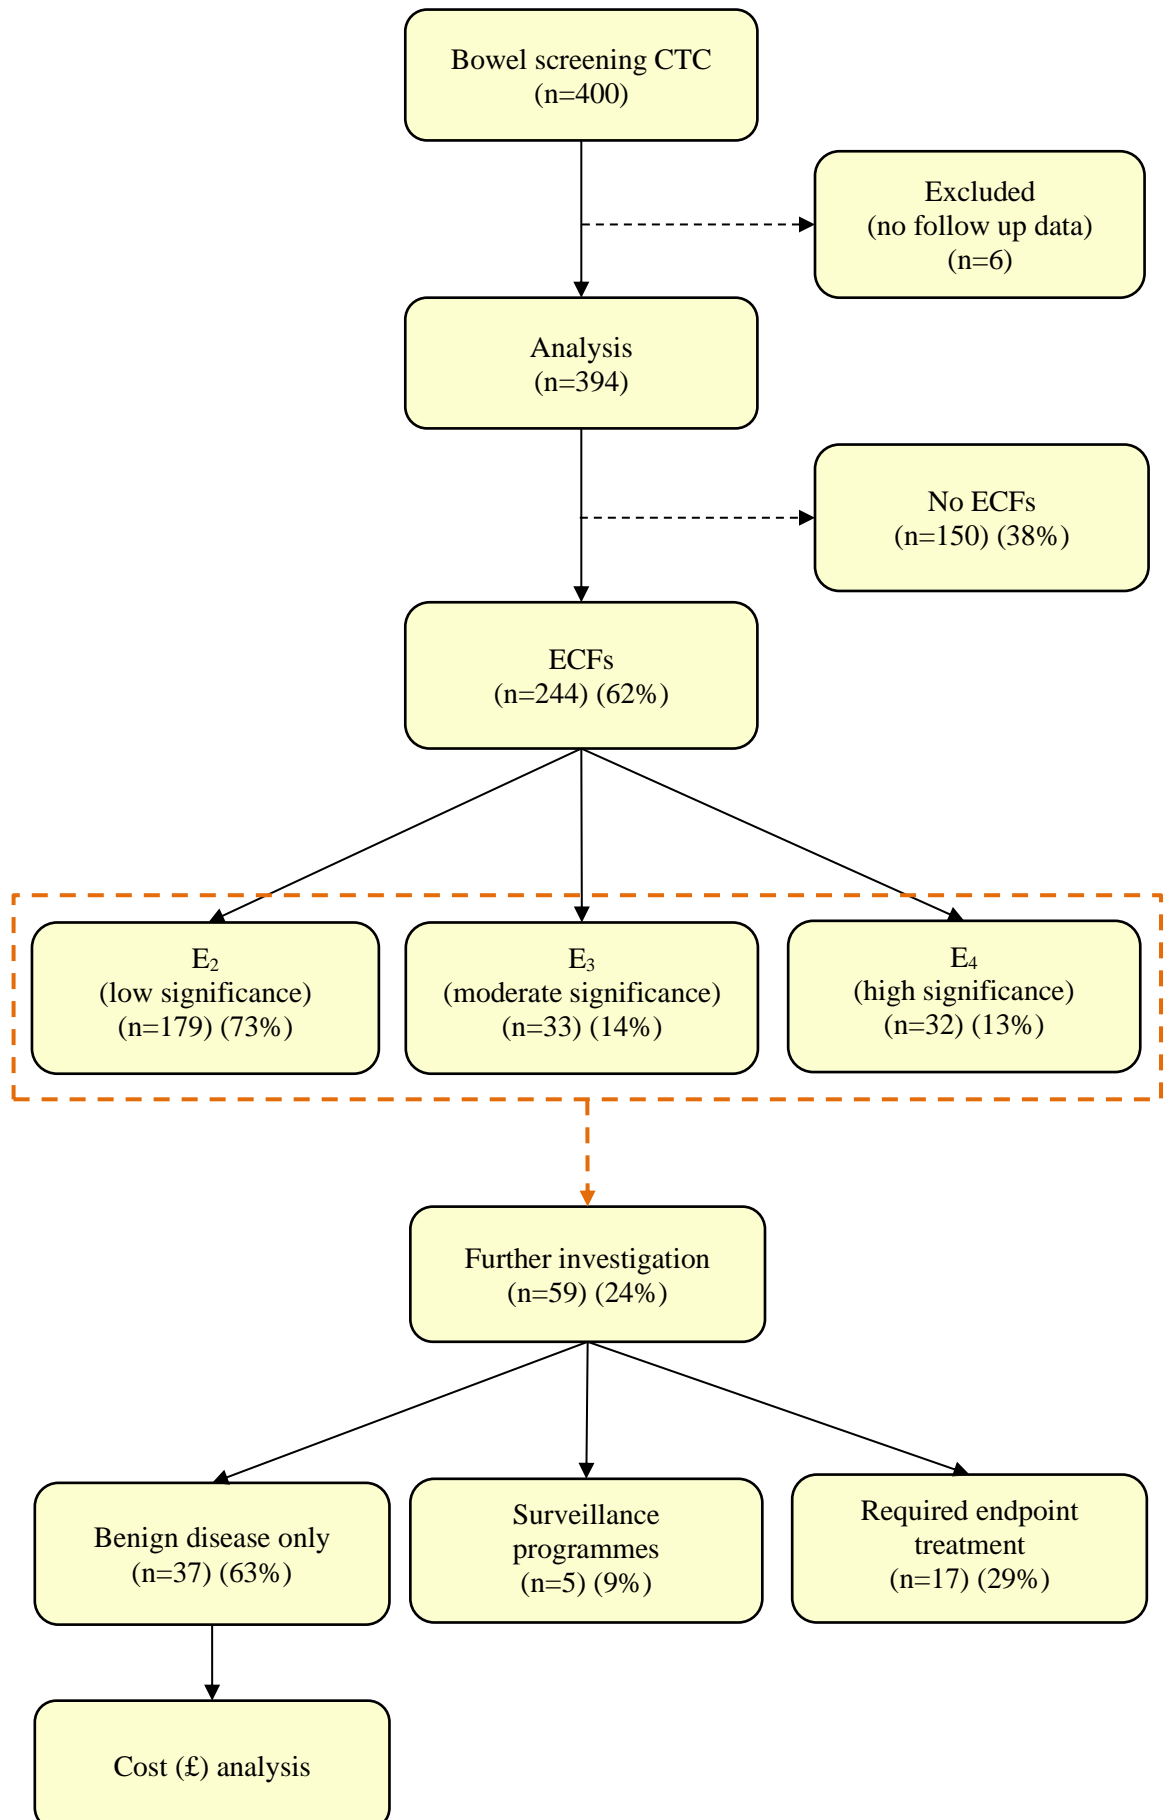 Bowel screening CTC
(n=400)
Excluded
(no follow up data)
(n=6)
Analysis
(n=394)
No ECFs
(n=150) (38%)
ECFs
(n=244) (62%)
E₂
(low significance)
(n=179) (73%)
E₃
(moderate significance)
(n=33) (14%)
E₄
(high significance)
(n=32) (13%)
Further investigation
(n=59) (24%)
Benign disease only
(n=37) (63%)
Surveillance
programmes
(n=5) (9%)
Required endpoint
treatment
(n=17) (29%)
Cost (£) analysis